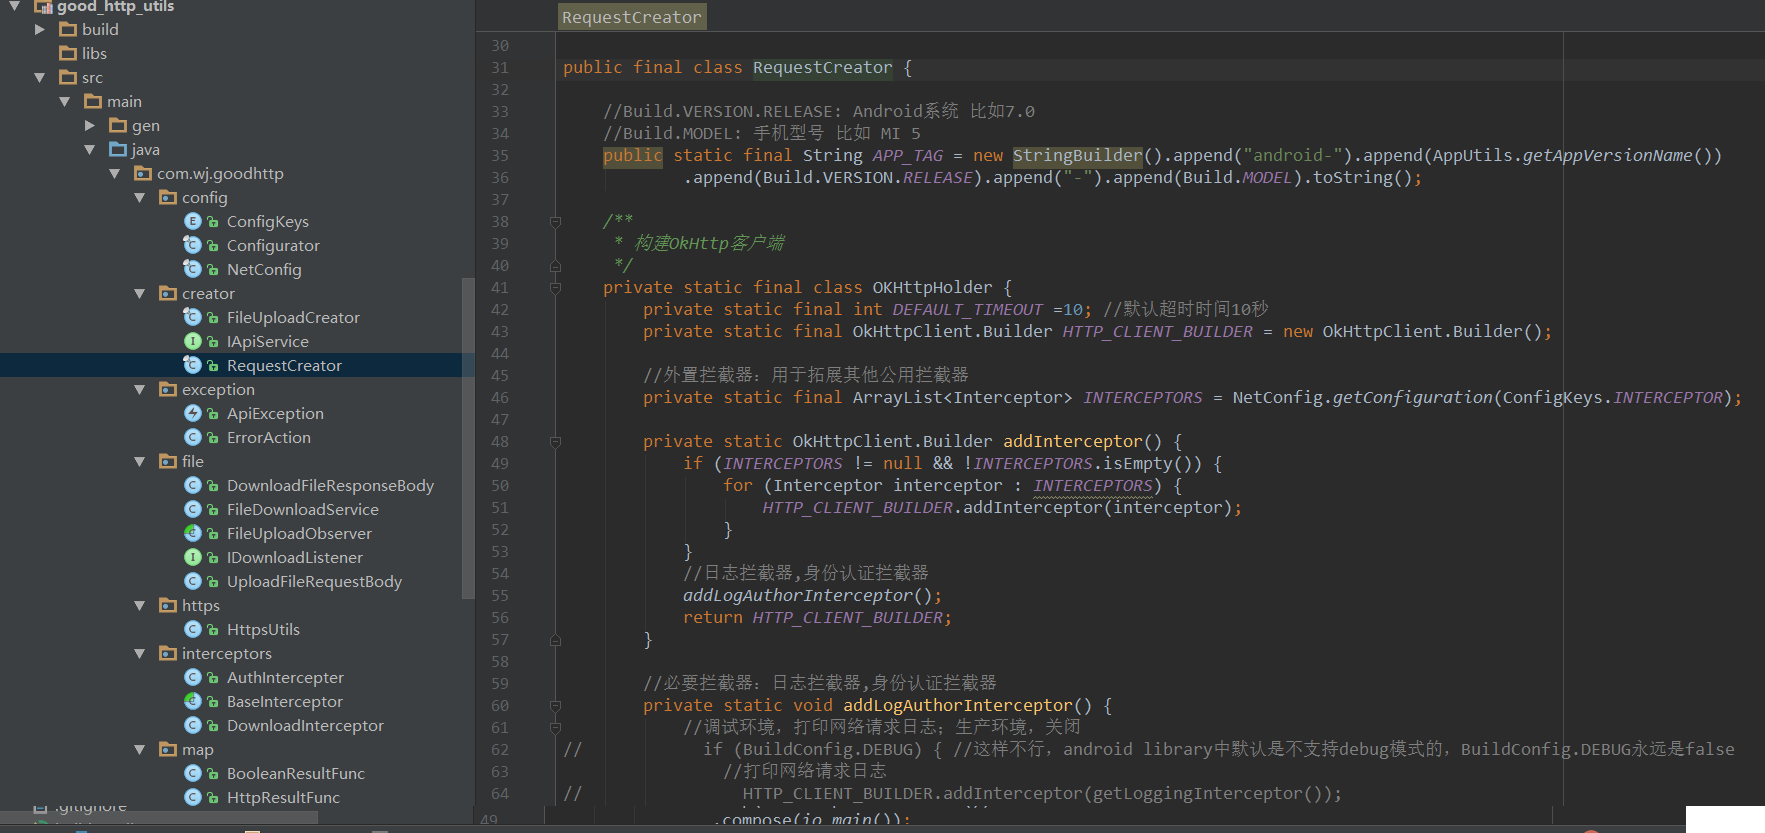 good_http_utils
build
libs
src
main
gen
java
com.wj.goodhttp
config
ConfigKeys
Configurator
NetConfig
creator
FileUploadCreator
IApiService
RequestCreator
exception
ApiException
ErrorAction
file
DownloadFileResponseBody
FileDownloadService
FileUploadObserver
IDownloadListener
UploadFileRequestBody
https
HttpsUtils
interceptors
AuthIntercepter
BaseInterceptor
DownloadInterceptor
map
BooleanResultFunc
HttpResultFunc
.gitignore
RequestCreator
30
31 public final class RequestCreator {
32
33 //Build.VERSION.RELEASE: Android系统 比如7.0
34 //Build.MODEL: 手机型号 比如 MI 5
35 public static final String APP_TAG = new StringBuilder().append("android-").append(AppUtils.getAppVersionName())
36 .append(Build.VERSION.RELEASE).append("-").append(Build.MODEL).toString();
37
38 /**
39 * 构建OkHttp客户端
40 */
41 private static final class OKHttpHolder {
42 private static final int DEFAULT_TIMEOUT =10; //默认超时时间10秒
43 private static final OkHttpClient.Builder HTTP_CLIENT_BUILDER = new OkHttpClient.Builder();
44
45 //外置拦截器：用于拓展其他公用拦截器
46 private static final ArrayList<Interceptor> INTERCEPTORS = NetConfig.getConfiguration(ConfigKeys.INTERCEPTOR);
47
48 private static OkHttpClient.Builder addInterceptor() {
49 if (INTERCEPTORS != null && !INTERCEPTORS.isEmpty()) {
50 for (Interceptor interceptor : INTERCEPTORS) {
51 HTTP_CLIENT_BUILDER.addInterceptor(interceptor);
52 }
53 }
54 //日志拦截器,身份认证拦截器
55 addLogAuthorInterceptor();
56 return HTTP_CLIENT_BUILDER;
57 }
58
59 //必要拦截器：日志拦截器,身份认证拦截器
60 private static void addLogAuthorInterceptor() {
61 //调试环境，打印网络请求日志；生产环境，关闭
62 // if (BuildConfig.DEBUG) { //这样不行，android library中默认是不支持debug模式的，BuildConfig.DEBUG永远是false
63 //打印网络请求日志
64 // HTTP_CLIENT_BUILDER.addInterceptor(getLoggingInterceptor());
49 .compose(io_main());